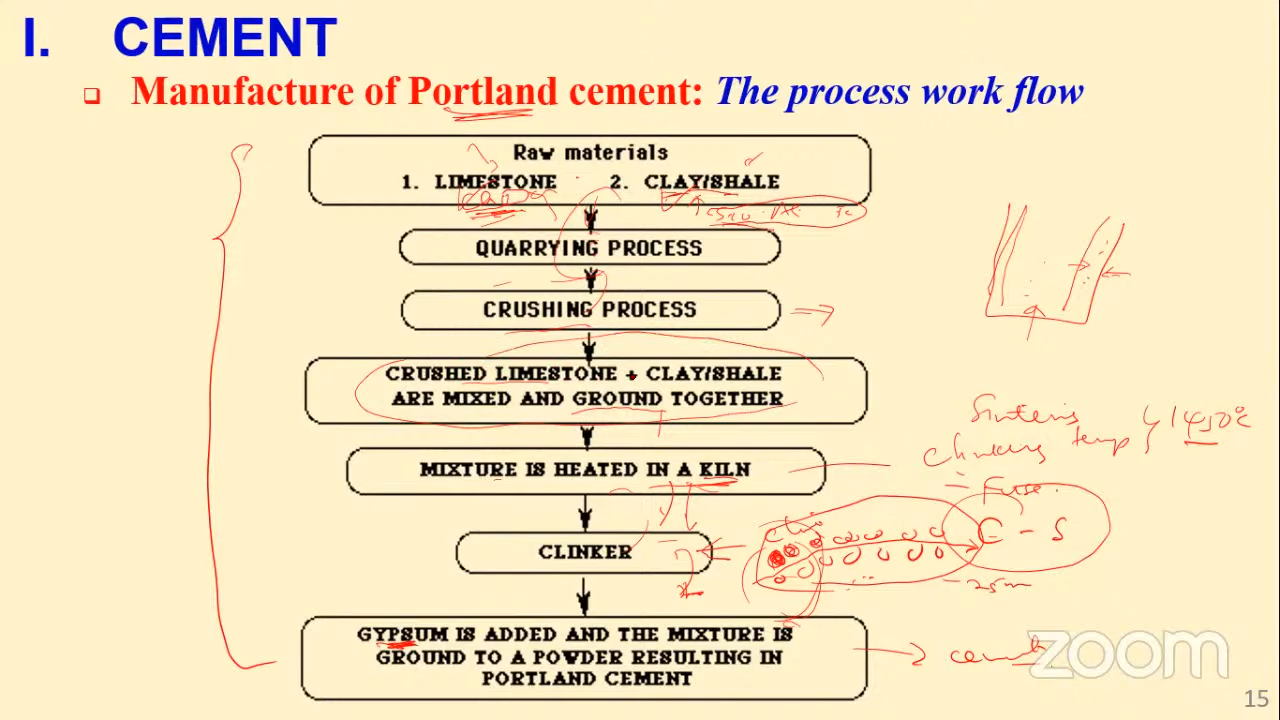 I. CEMENT
❑ Manufacture of Portland cement: The process work flow
Raw materials
1. LIMESTONE 2. CLAY/SHALE
QUARRYING PROCESS
CRUSHING PROCESS
CRUSHED LIMESTONE + CLAY/SHALE
ARE MIXED AND GROUND TOGETHER
Sintering
Clinkering temp } 1450°C
MIXTURE IS HEATED IN A KILN
= Fuse.
C - S
CLINKER
GYPSUM IS ADDED AND THE MIXTURE IS
GROUND TO A POWDER RESULTING IN
PORTLAND CEMENT
cement
zoom
15